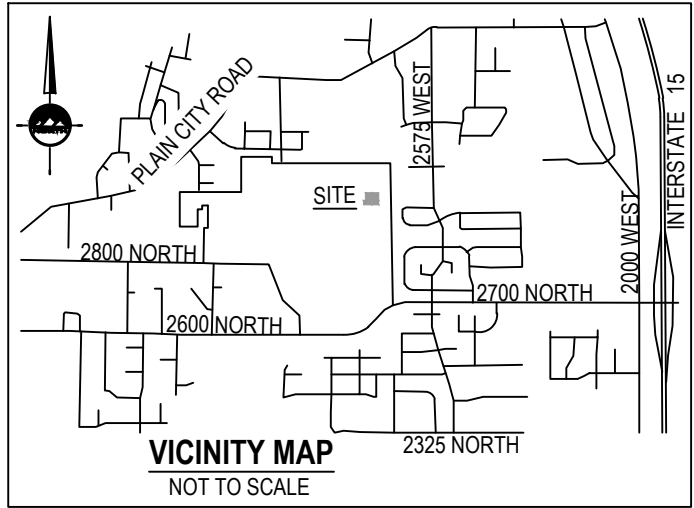 PLAIN CITY ROAD
2575 WEST
INTERSTATE 15
SITE
2000 WEST
2800 NORTH
2700 NORTH
2600 NORTH
2325 NORTH
VICINITY MAP
NOT TO SCALE